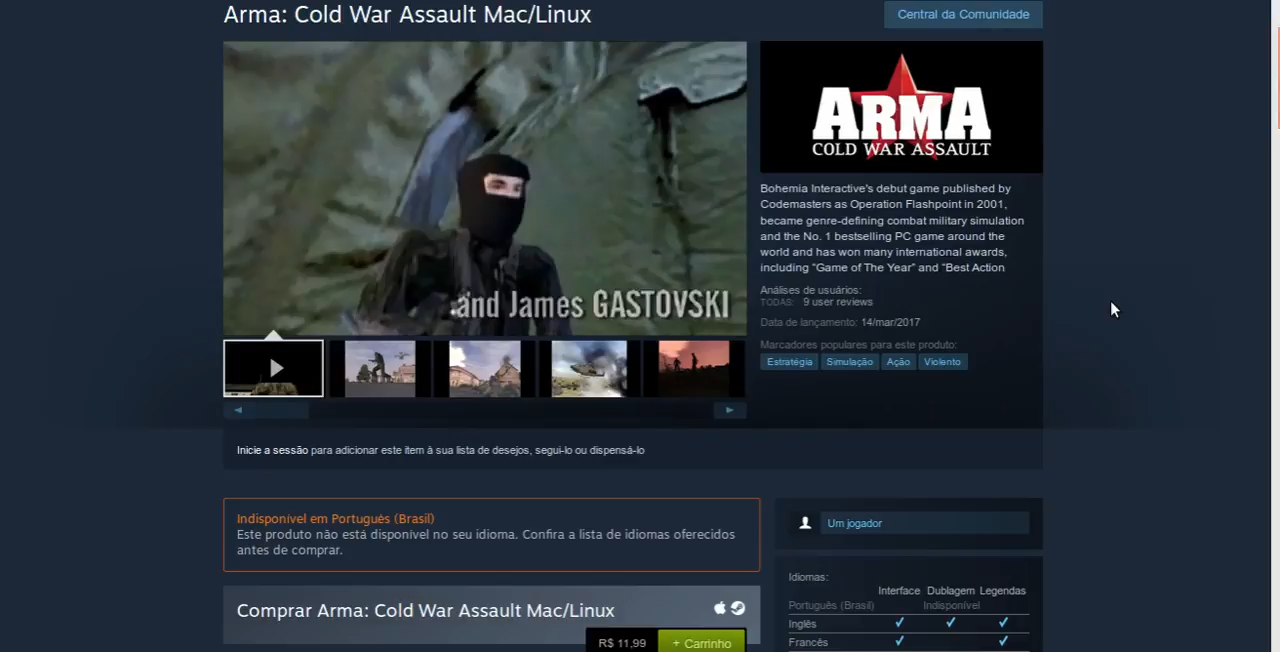 Arma: Cold War Assault Mac/Linux
Central da Comunidade
.and James GASTOVSKI
ARMA
COLD WAR ASSAULT
Bohemia Interactive's debut game published by
Codemasters as Operation Flashpoint in 2001,
became genre-defining combat military simulation
and the No. 1 bestselling PC game around the
world and has won many international awards,
including “Game of The Year” and “Best Action
Análises de usuários:
TODAS: 9 user reviews
Data de lançamento: 14/mar/2017
Marcadores populares para este produto:
Estratégia Simulação Ação Violento
Inicie a sessão para adicionar este item à sua lista de desejos, segui-lo ou dispensá-lo
Indisponível em Português (Brasil)
Este produto não está disponível no seu idioma. Confira a lista de idiomas oferecidos
antes de comprar.
Comprar Arma: Cold War Assault Mac/Linux
R$ 11,99 + Carrinho
Um jogador
Idiomas:
Interface Dublagem Legendas
Português (Brasil) Indisponível
Inglês ✓ ✓ ✓
Francês ✓ ✓